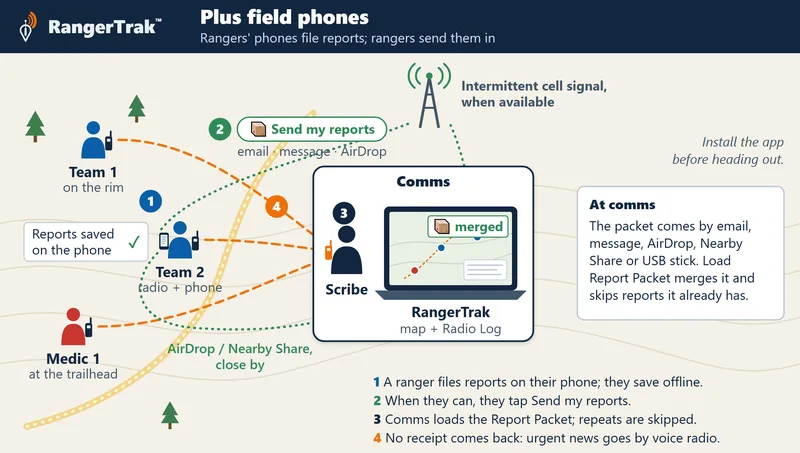 RangerTrak™
Plus field phones
Rangers' phones file reports; rangers send them in
Intermittent cell signal,
when available
2
Send my reports
email · message · AirDrop
Install the app
before heading out.
Team 1
on the rim
Comms
1
4
3
merged
At comms
The packet comes by email,
message, AirDrop, Nearby
Share or USB stick. Load
Report Packet merges it and
skips reports it already has.
Reports saved
on the phone ✓
Team 2
radio + phone
Scribe
RangerTrak
map + Radio Log
Medic 1
at the trailhead
AirDrop / Nearby Share,
close by
1 A ranger files reports on their phone; they save offline.
2 When they can, they tap Send my reports.
3 Comms loads the Report Packet; repeats are skipped.
4 No receipt comes back: urgent news goes by voice radio.